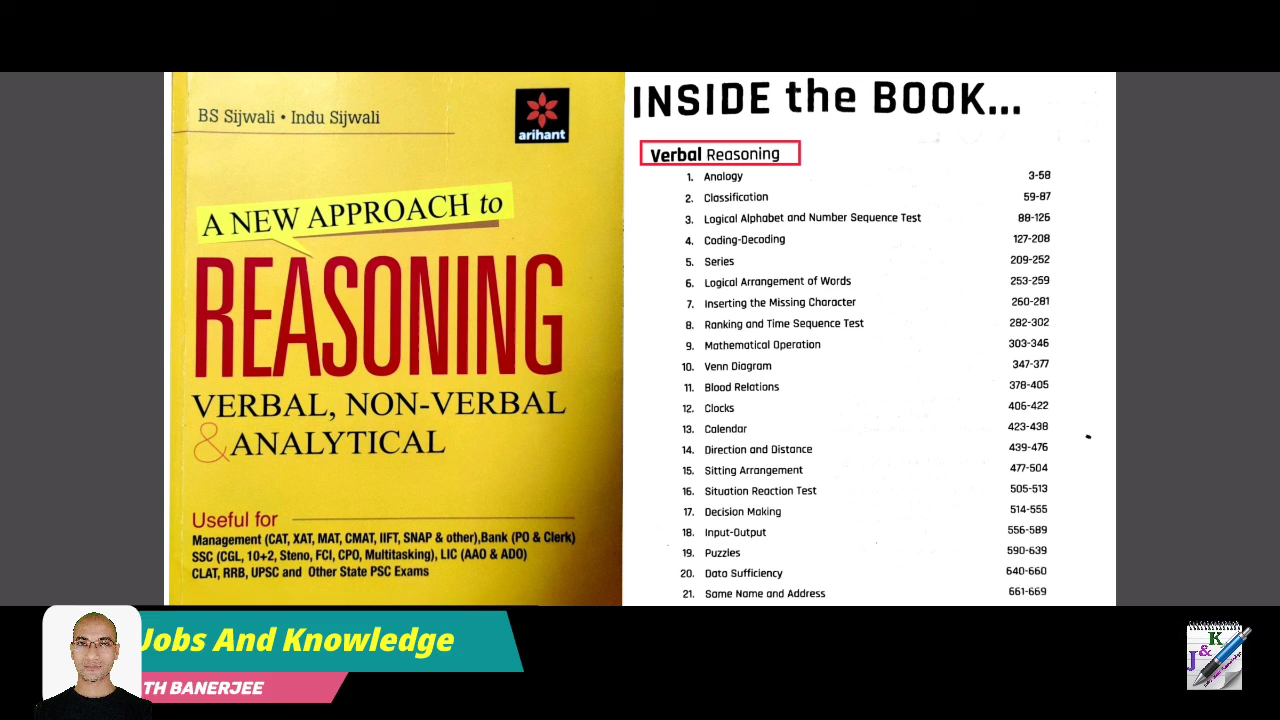 BS Sijwali • Indu Sijwali
arihant
A NEW APPROACH to
REASONING
VERBAL, NON-VERBAL
& ANALYTICAL
Useful for
Management (CAT, XAT, MAT, CMAT, IIFT, SNAP & other),Bank (PO & Clerk)
SSC (CGL, 10+2, Steno, FCI, CPO, Multitasking), LIC (AAO & ADO)
CLAT, RRB, UPSC and Other State PSC Exams
INSIDE the BOOK...
Verbal Reasoning
1. Analogy 3-58
2. Classification 59-87
3. Logical Alphabet and Number Sequence Test 88-126
4. Coding-Decoding 127-208
5. Series 209-252
6. Logical Arrangement of Words 253-259
7. Inserting the Missing Character 260-281
8. Ranking and Time Sequence Test 282-302
9. Mathematical Operation 303-346
10. Venn Diagram 347-377
11. Blood Relations 378-405
12. Clocks 406-422
13. Calendar 423-438
14. Direction and Distance 439-476
15. Sitting Arrangement 477-504
16. Situation Reaction Test 505-513
17. Decision Making 514-555
18. Input-Output 556-589
19. Puzzles 590-639
20. Data Sufficiency 640-660
21. Same Name and Address 661-669
Jobs And Knowledge
TH BANERJEE
J & K